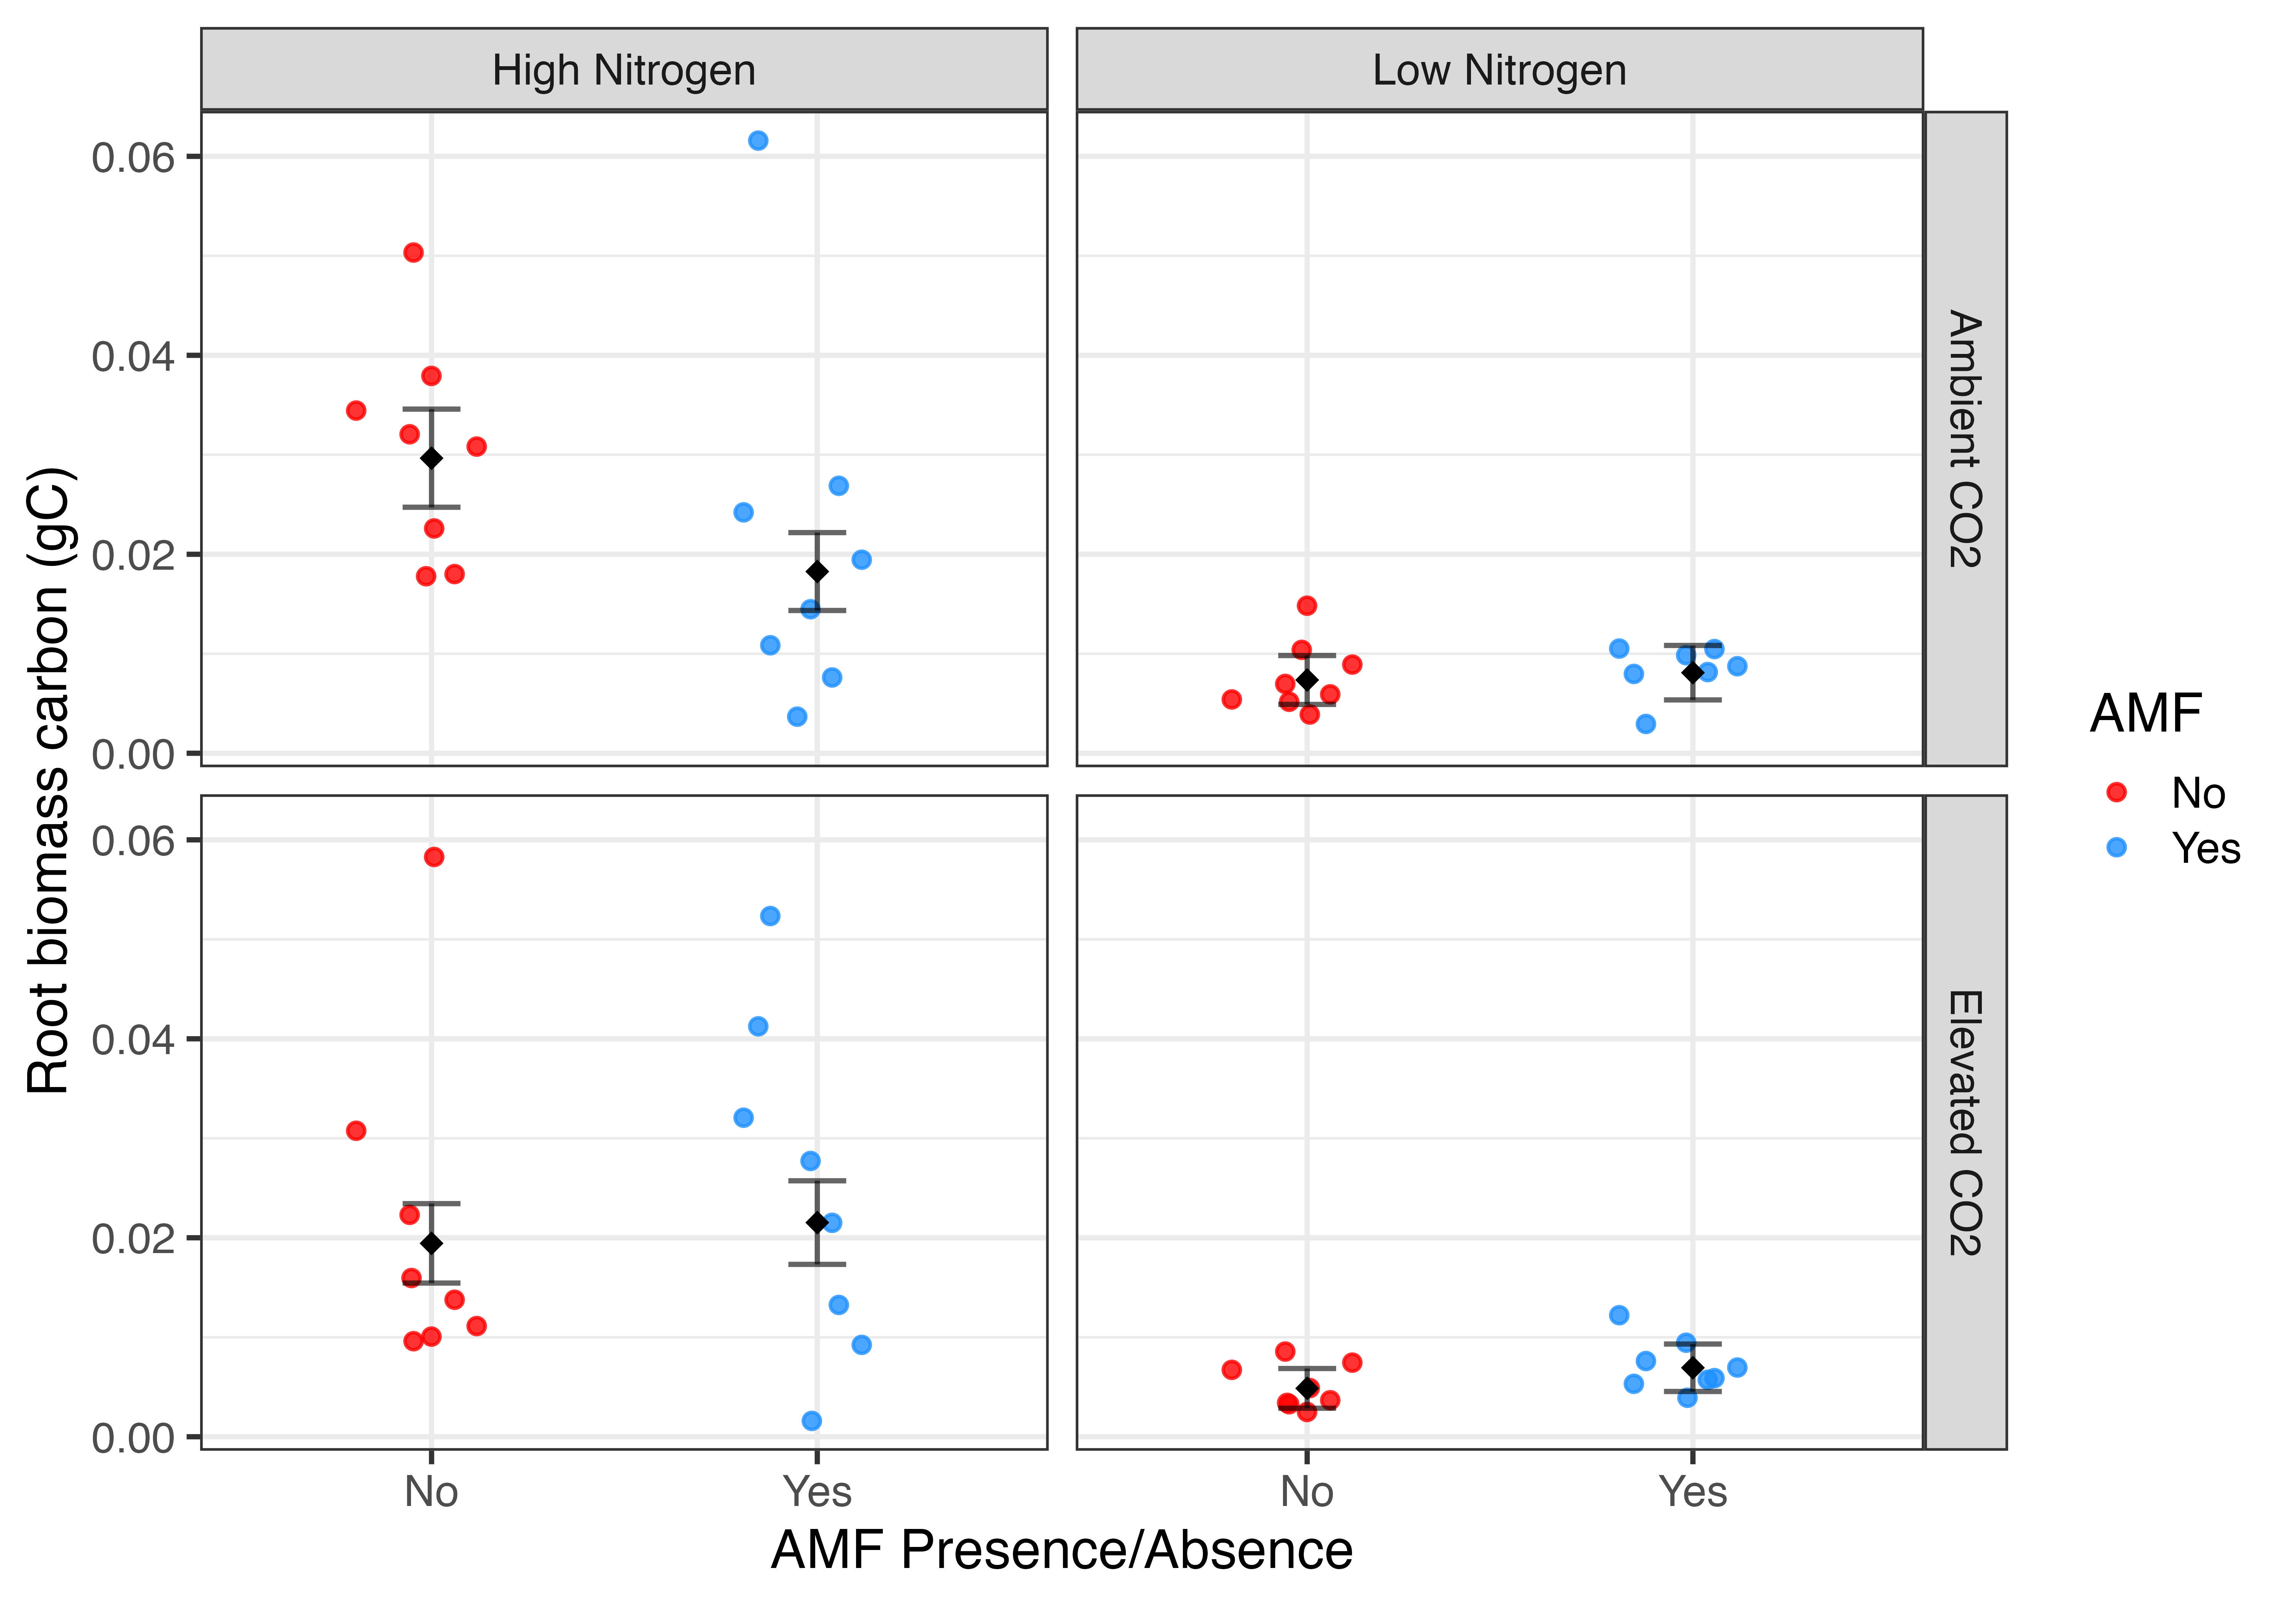 High Nitrogen
Low Nitrogen
Ambient CO2
Elevated CO2
Root biomass carbon (gC)
0.06
0.04
0.02
0.00
0.06
0.04
0.02
0.00
No
Yes
No
Yes
AMF Presence/Absence
AMF
No
Yes